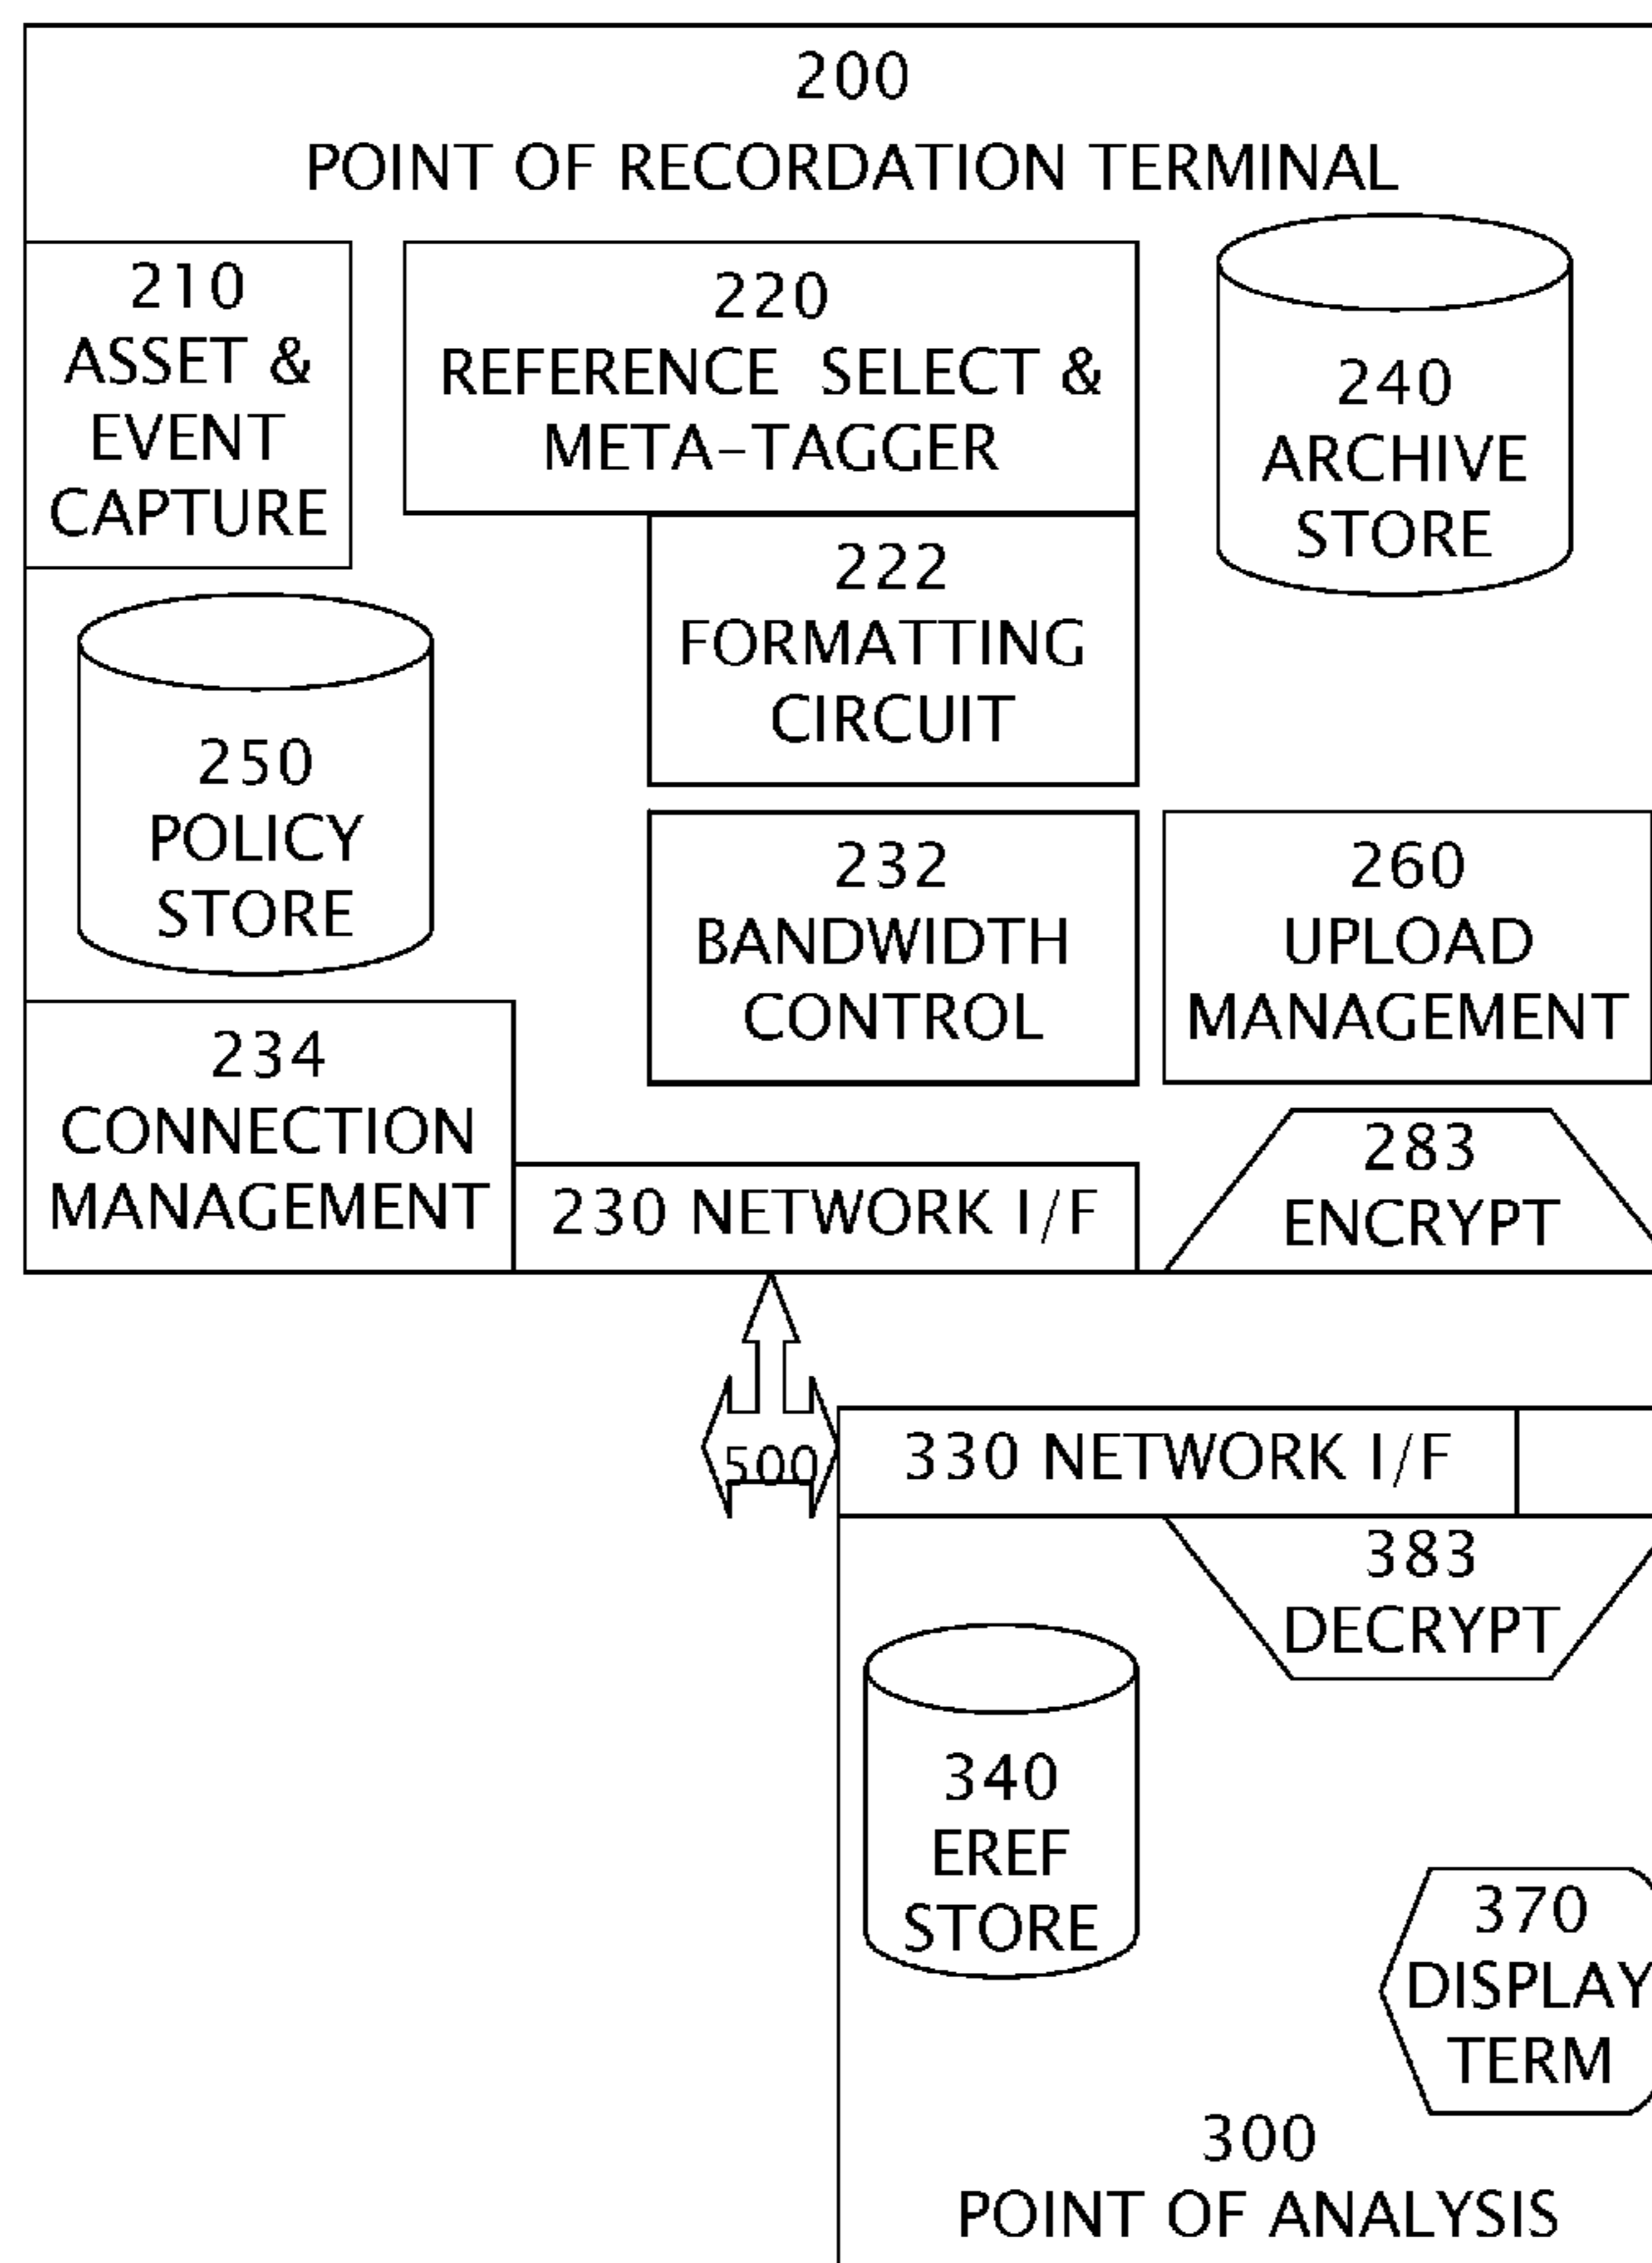 200
POINT OF RECORDATION TERMINAL
210
ASSET &
EVENT
CAPTURE
220
REFERENCE SELECT &
META-TAGGER
240
ARCHIVE
STORE
222
FORMATTING
CIRCUIT
250
POLICY
STORE
232
BANDWIDTH
CONTROL
260
UPLOAD
MANAGEMENT
234
CONNECTION
MANAGEMENT
230 NETWORK I/F
283
ENCRYPT
500
330 NETWORK I/F
383
DECRYPT
340
EREF
STORE
370
DISPLAY
TERM
300
POINT OF ANALYSIS